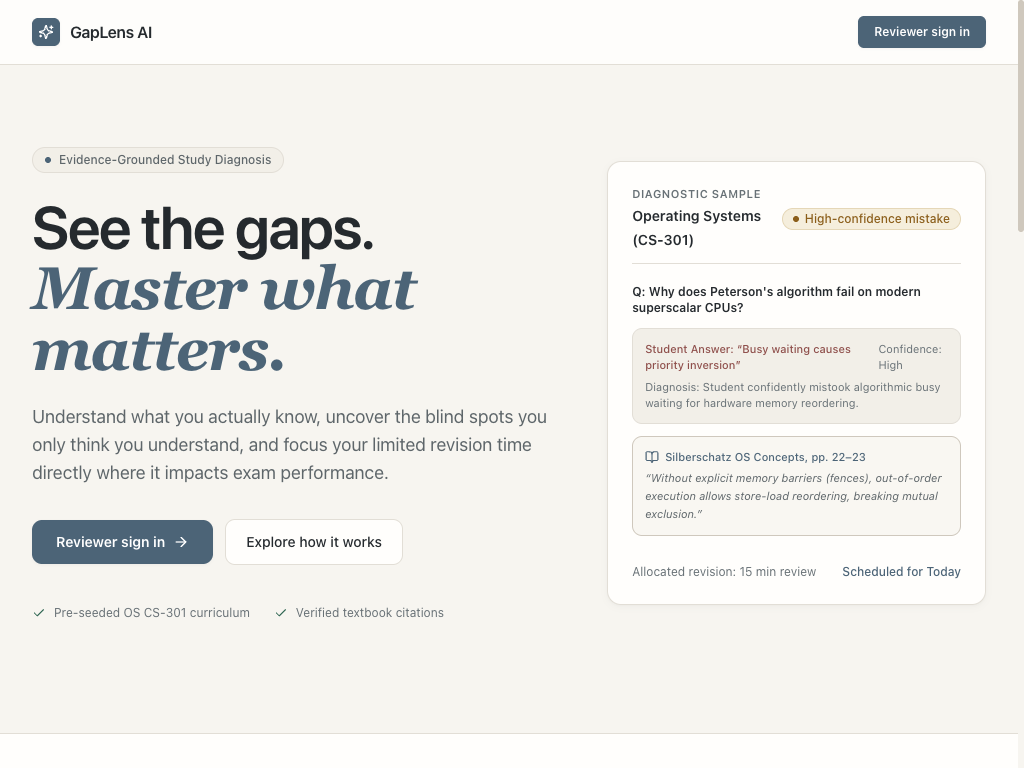 GapLens AI
Reviewer sign in
Evidence-Grounded Study Diagnosis
See the gaps.
Master what
matters.
Understand what you actually know, uncover the blind spots you
only think you understand, and focus your limited revision time
directly where it impacts exam performance.
Reviewer sign in
Explore how it works
Pre-seeded OS CS-301 curriculum
Verified textbook citations
DIAGNOSTIC SAMPLE
Operating Systems
(CS-301)
High-confidence mistake
Q: Why does Peterson's algorithm fail on modern
superscalar CPUs?
Student Answer: “Busy waiting causes
priority inversion”
Confidence:
High
Diagnosis: Student confidently mistook algorithmic busy
waiting for hardware memory reordering.
Silberschatz OS Concepts, pp. 22–23
“Without explicit memory barriers (fences), out-of-order
execution allows store-load reordering, breaking mutual
exclusion.”
Allocated revision: 15 min review
Scheduled for Today